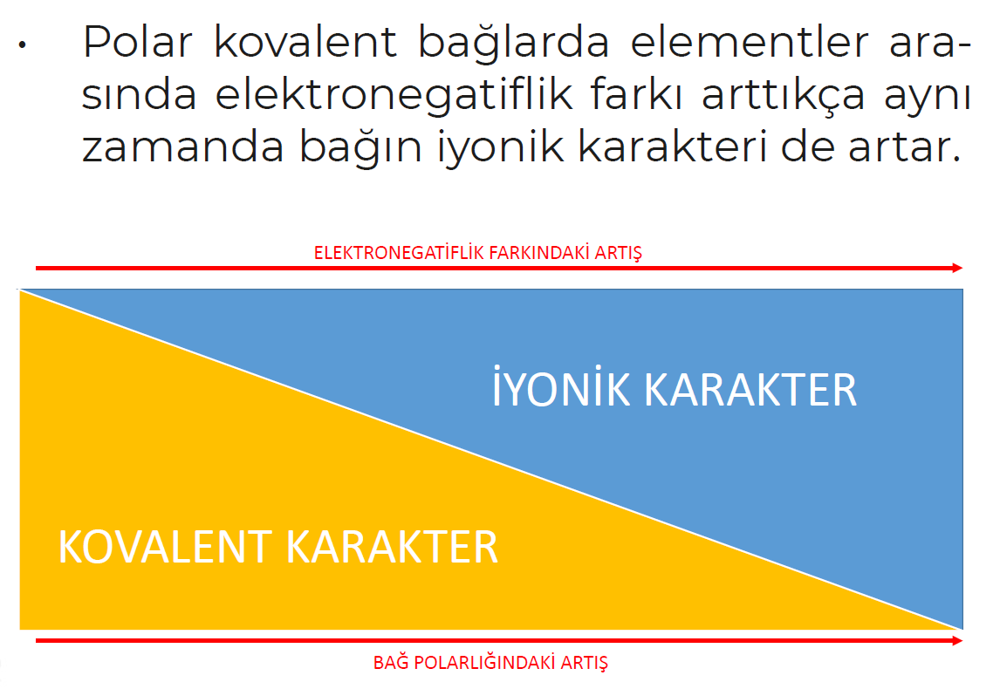 • Polar kovalent bağlarda elementler ara-
sında elektronegatiflik farkı arttıkça aynı
zamanda bağın iyonik karakteri de artar.
ELEKTRONEGATİFLİK FARKINDAKİ ARTIŞ
İYONİK KARAKTER
KOVALENT KARAKTER
BAĞ POLARLIĞINDAKİ ARTIŞ